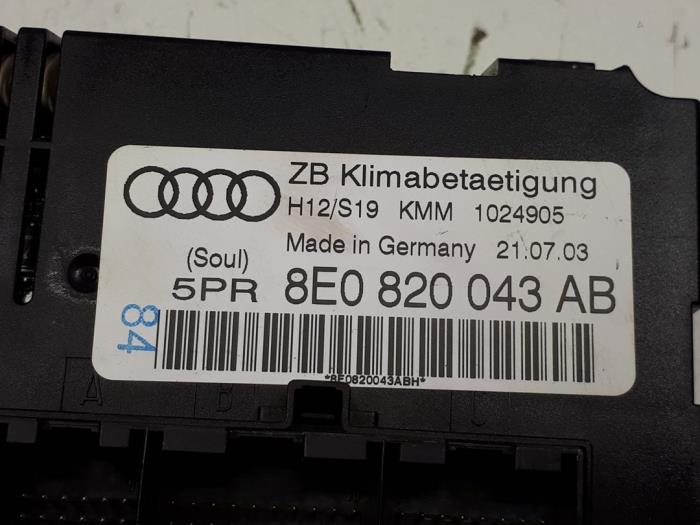 ZB Klimabetaetigung
H12/S19 KMM 1024905
Made in Germany 21.07.03
(Soul)
5PR 8E0 820 043 AB
84
*8E0820043ABH*
A B C